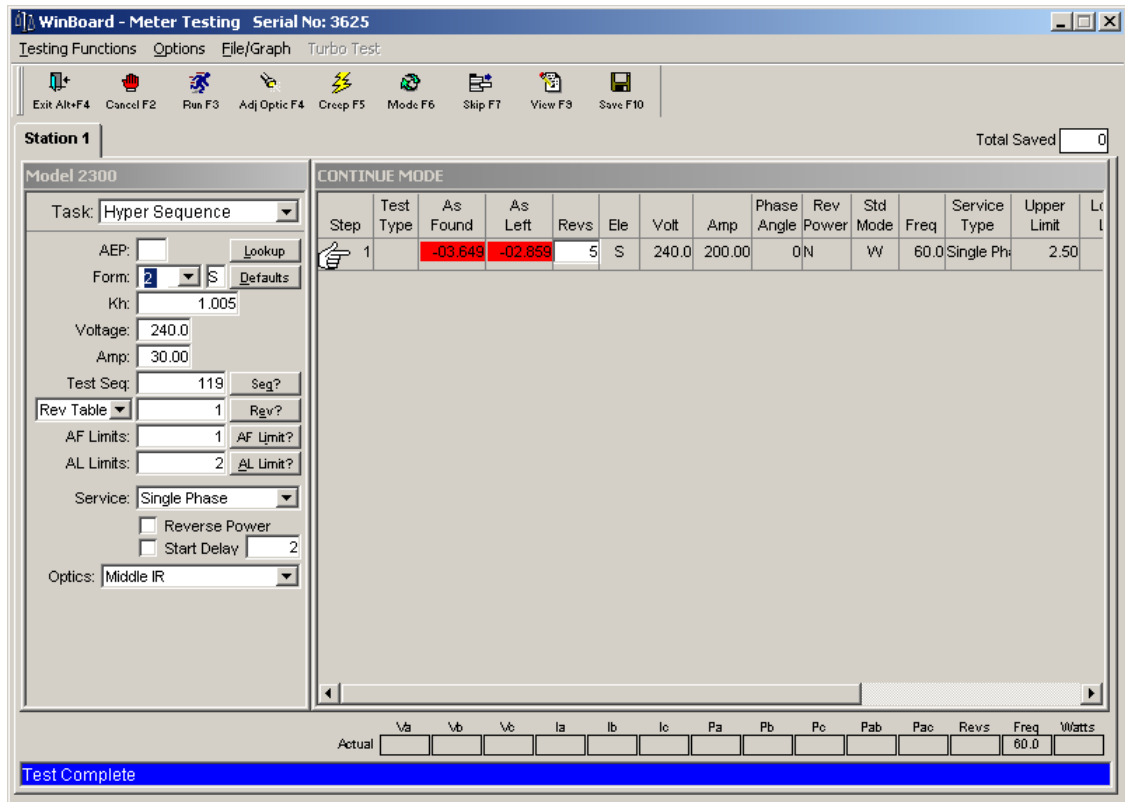 WinBoard - Meter Testing Serial No: 3625
Testing Functions Options File/Graph Turbo Test
Exit Alt+F4 Cancel F2 Run F3 Adj Optic F4 Creep F5 Mode F6 Skip F7 View F9 Save F10
Station 1
Total Saved 0
Model 2300
Task: Hyper Sequence
AEP: Lookup
Form: 2 S Defaults
Kh: 1.005
Voltage: 240.0
Amp: 30.00
Test Seq: 119 Seq?
Rev Table 1 Rev?
AF Limits: 1 AF Limit?
AL Limits: 2 AL Limit?
Service: Single Phase
Reverse Power
Start Delay 2
Optics: Middle IR
CONTINUE MODE
Test As As Phase Rev Std Service Upper
Step Type Found Left Revs Ele Volt Amp Angle Power Mode Freq Type Limit
1 -03.649 -02.859 5 S 240.0 200.00 0 N W 60.0 Single Ph 2.50
Va Vb Vc Ia Ib Ic Pa Pb Pc Pab Pac Revs Freq Watts
Actual 60.0
Test Complete